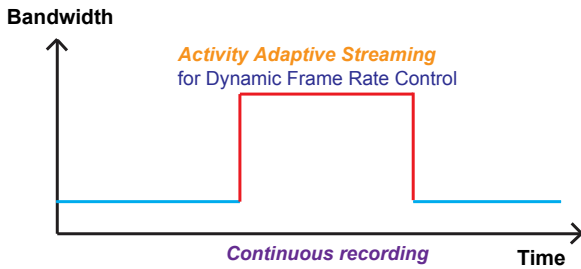 Bandwidth
Activity Adaptive Streaming
for Dynamic Frame Rate Control
Continuous recording
Time